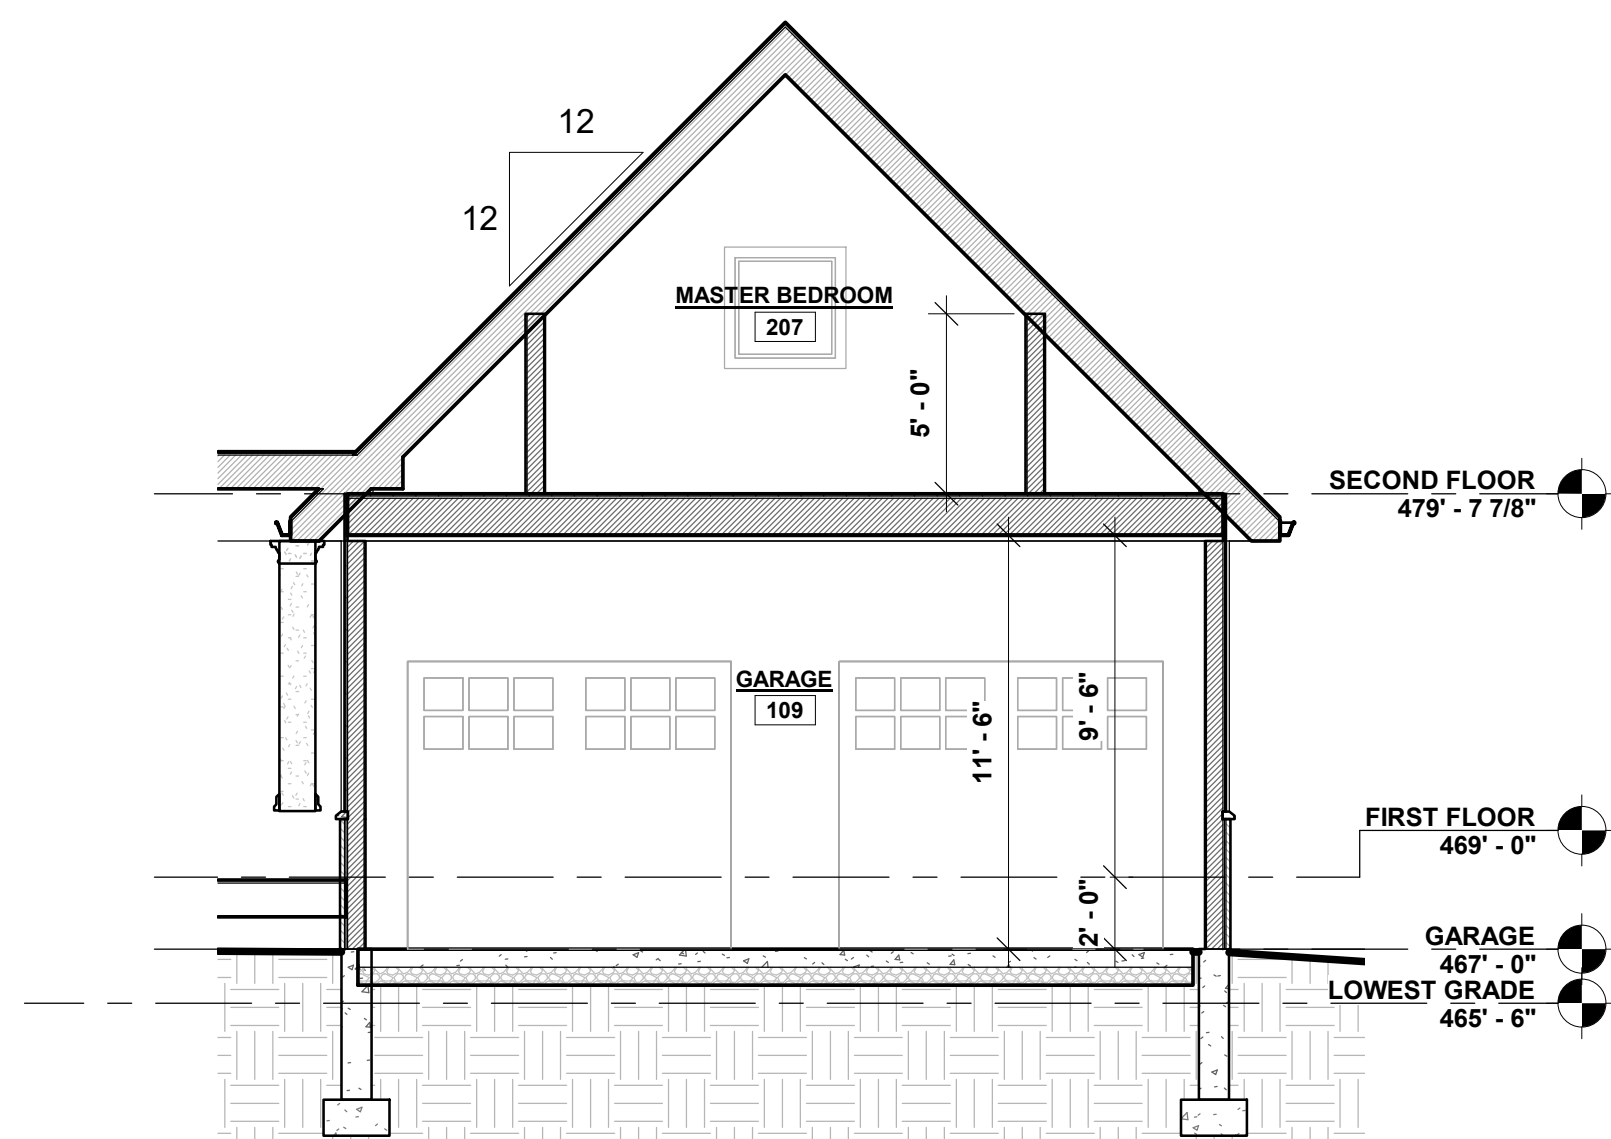 12
12
MASTER BEDROOM
207
5' - 0"
SECOND FLOOR
479' - 7 7/8"
GARAGE
109
11' - 6"
9' - 6"
2' - 0"
FIRST FLOOR
469' - 0"
GARAGE
467' - 0"
LOWEST GRADE
465' - 6"